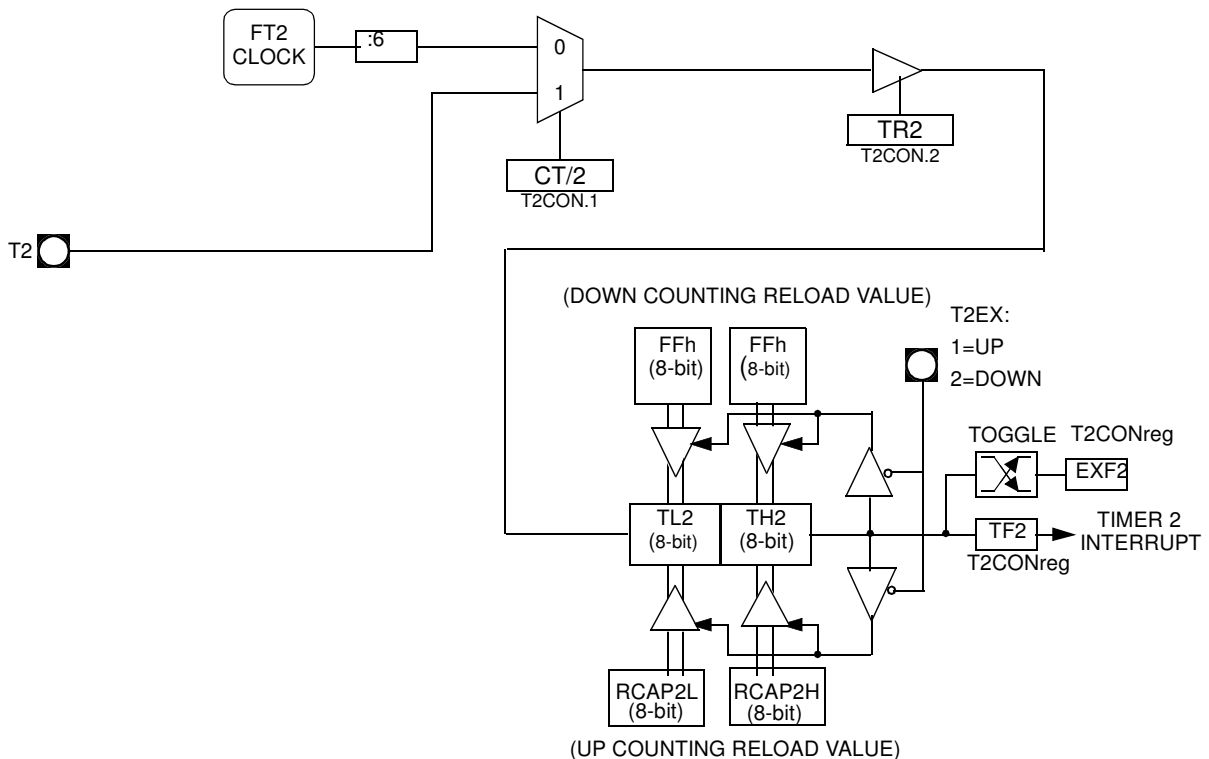 FT2
CLOCK
:6
0
1
TR2
T2CON.2
CT/2
T2CON.1
T2
(DOWN COUNTING RELOAD VALUE)
T2EX:
1=UP
2=DOWN
FFh
(8-bit)
FFh
(8-bit)
TOGGLE
T2CONreg
EXF2
TL2
(8-bit)
TH2
(8-bit)
TF2
T2CONreg
TIMER 2
INTERRUPT
RCAP2L
(8-bit)
RCAP2H
(8-bit)
(UP COUNTING RELOAD VALUE)